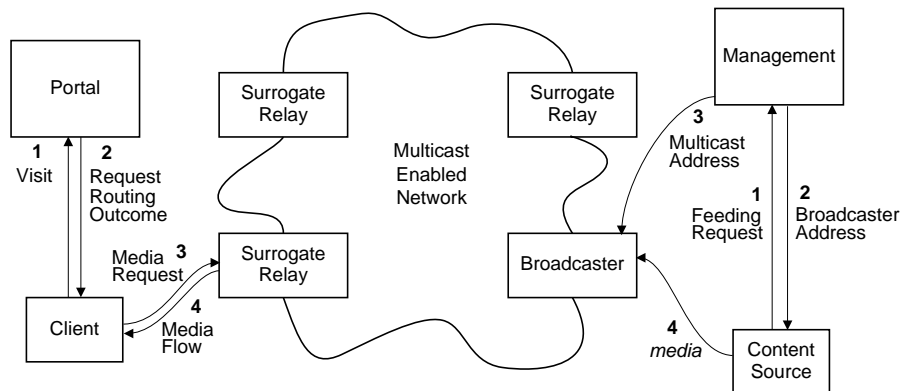 Portal
1
Visit
2
Request
Routing
Outcome
Client
3
Media
Request
4
Media
Flow
Surrogate
Relay
Surrogate
Relay
Surrogate
Relay
Multicast
Enabled
Network
Broadcaster
Management
3
Multicast
Address
1
Feeding
Request
2
Broadcaster
Address
4
media
Content
Source